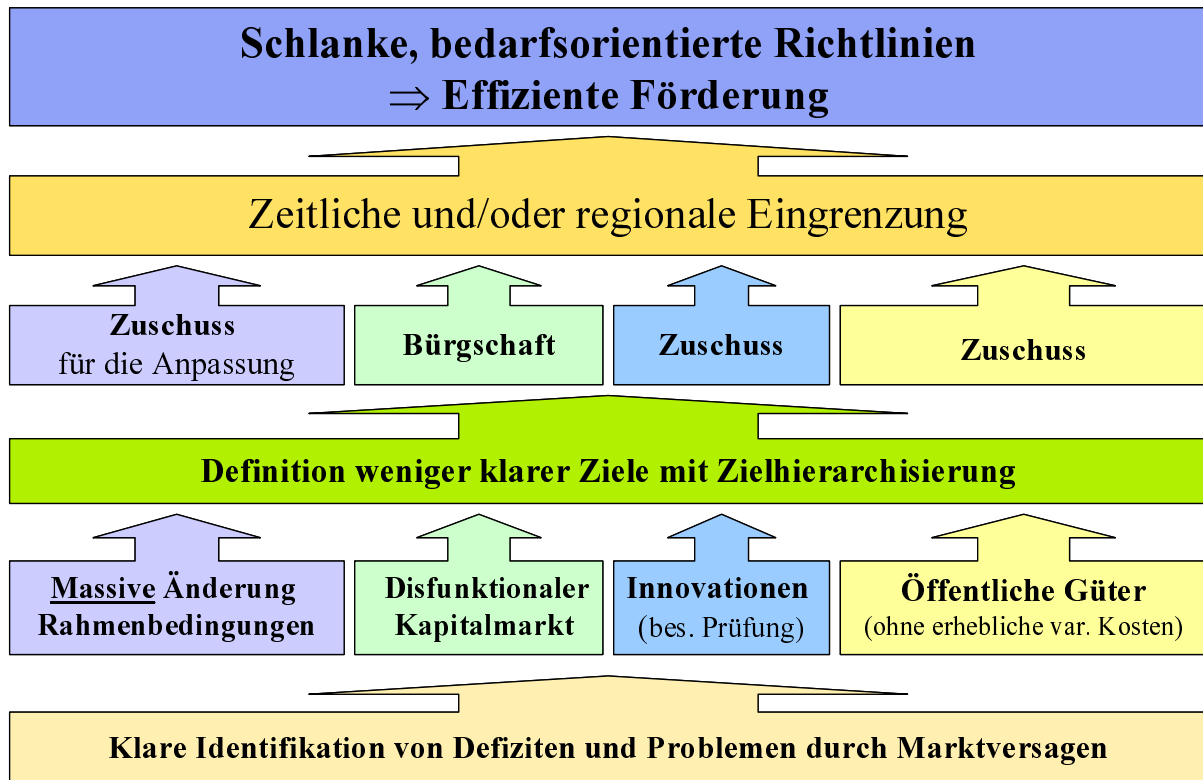 Schlanke, bedarfsorientierte Richtlinien
⇒ Effiziente Förderung
Zeitliche und/oder regionale Eingrenzung
Zuschuss
für die Anpassung
Bürgschaft
Zuschuss
Zuschuss
Definition weniger klarer Ziele mit Zielhierarchisierung
Massive Änderung
Rahmenbedingungen
Disfunktionaler
Kapitalmarkt
Innovationen
(bes. Prüfung)
Öffentliche Güter
(ohne erhebliche var. Kosten)
Klare Identifikation von Defiziten und Problemen durch Marktversagen